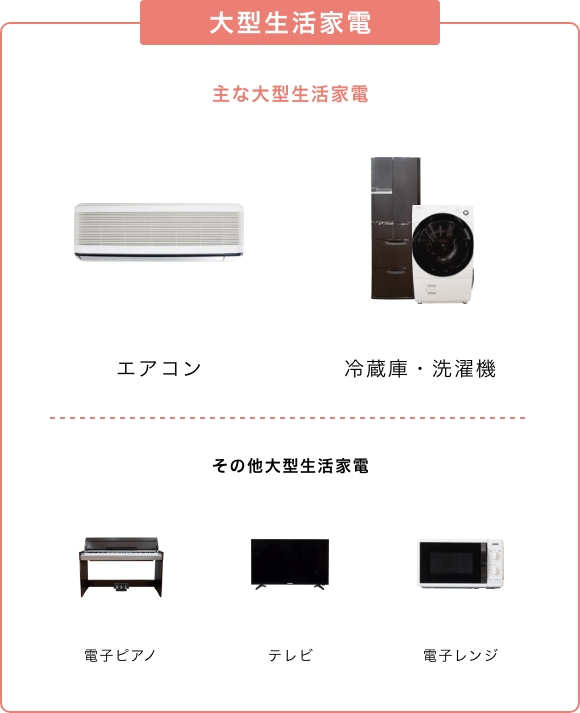 大型生活家電
主な大型生活家電
エアコン
冷蔵庫・洗濯機
その他大型生活家電
電子ピアノ
テレビ
電子レンジ